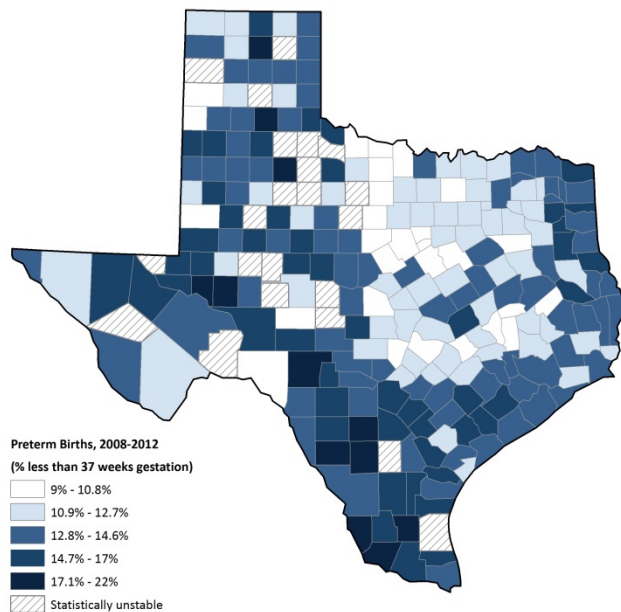 Preterm Births, 2008-2012
(% less than 37 weeks gestation)
9% - 10.8%
10.9% - 12.7%
12.8% - 14.6%
14.7% - 17%
17.1% - 22%
Statistically unstable